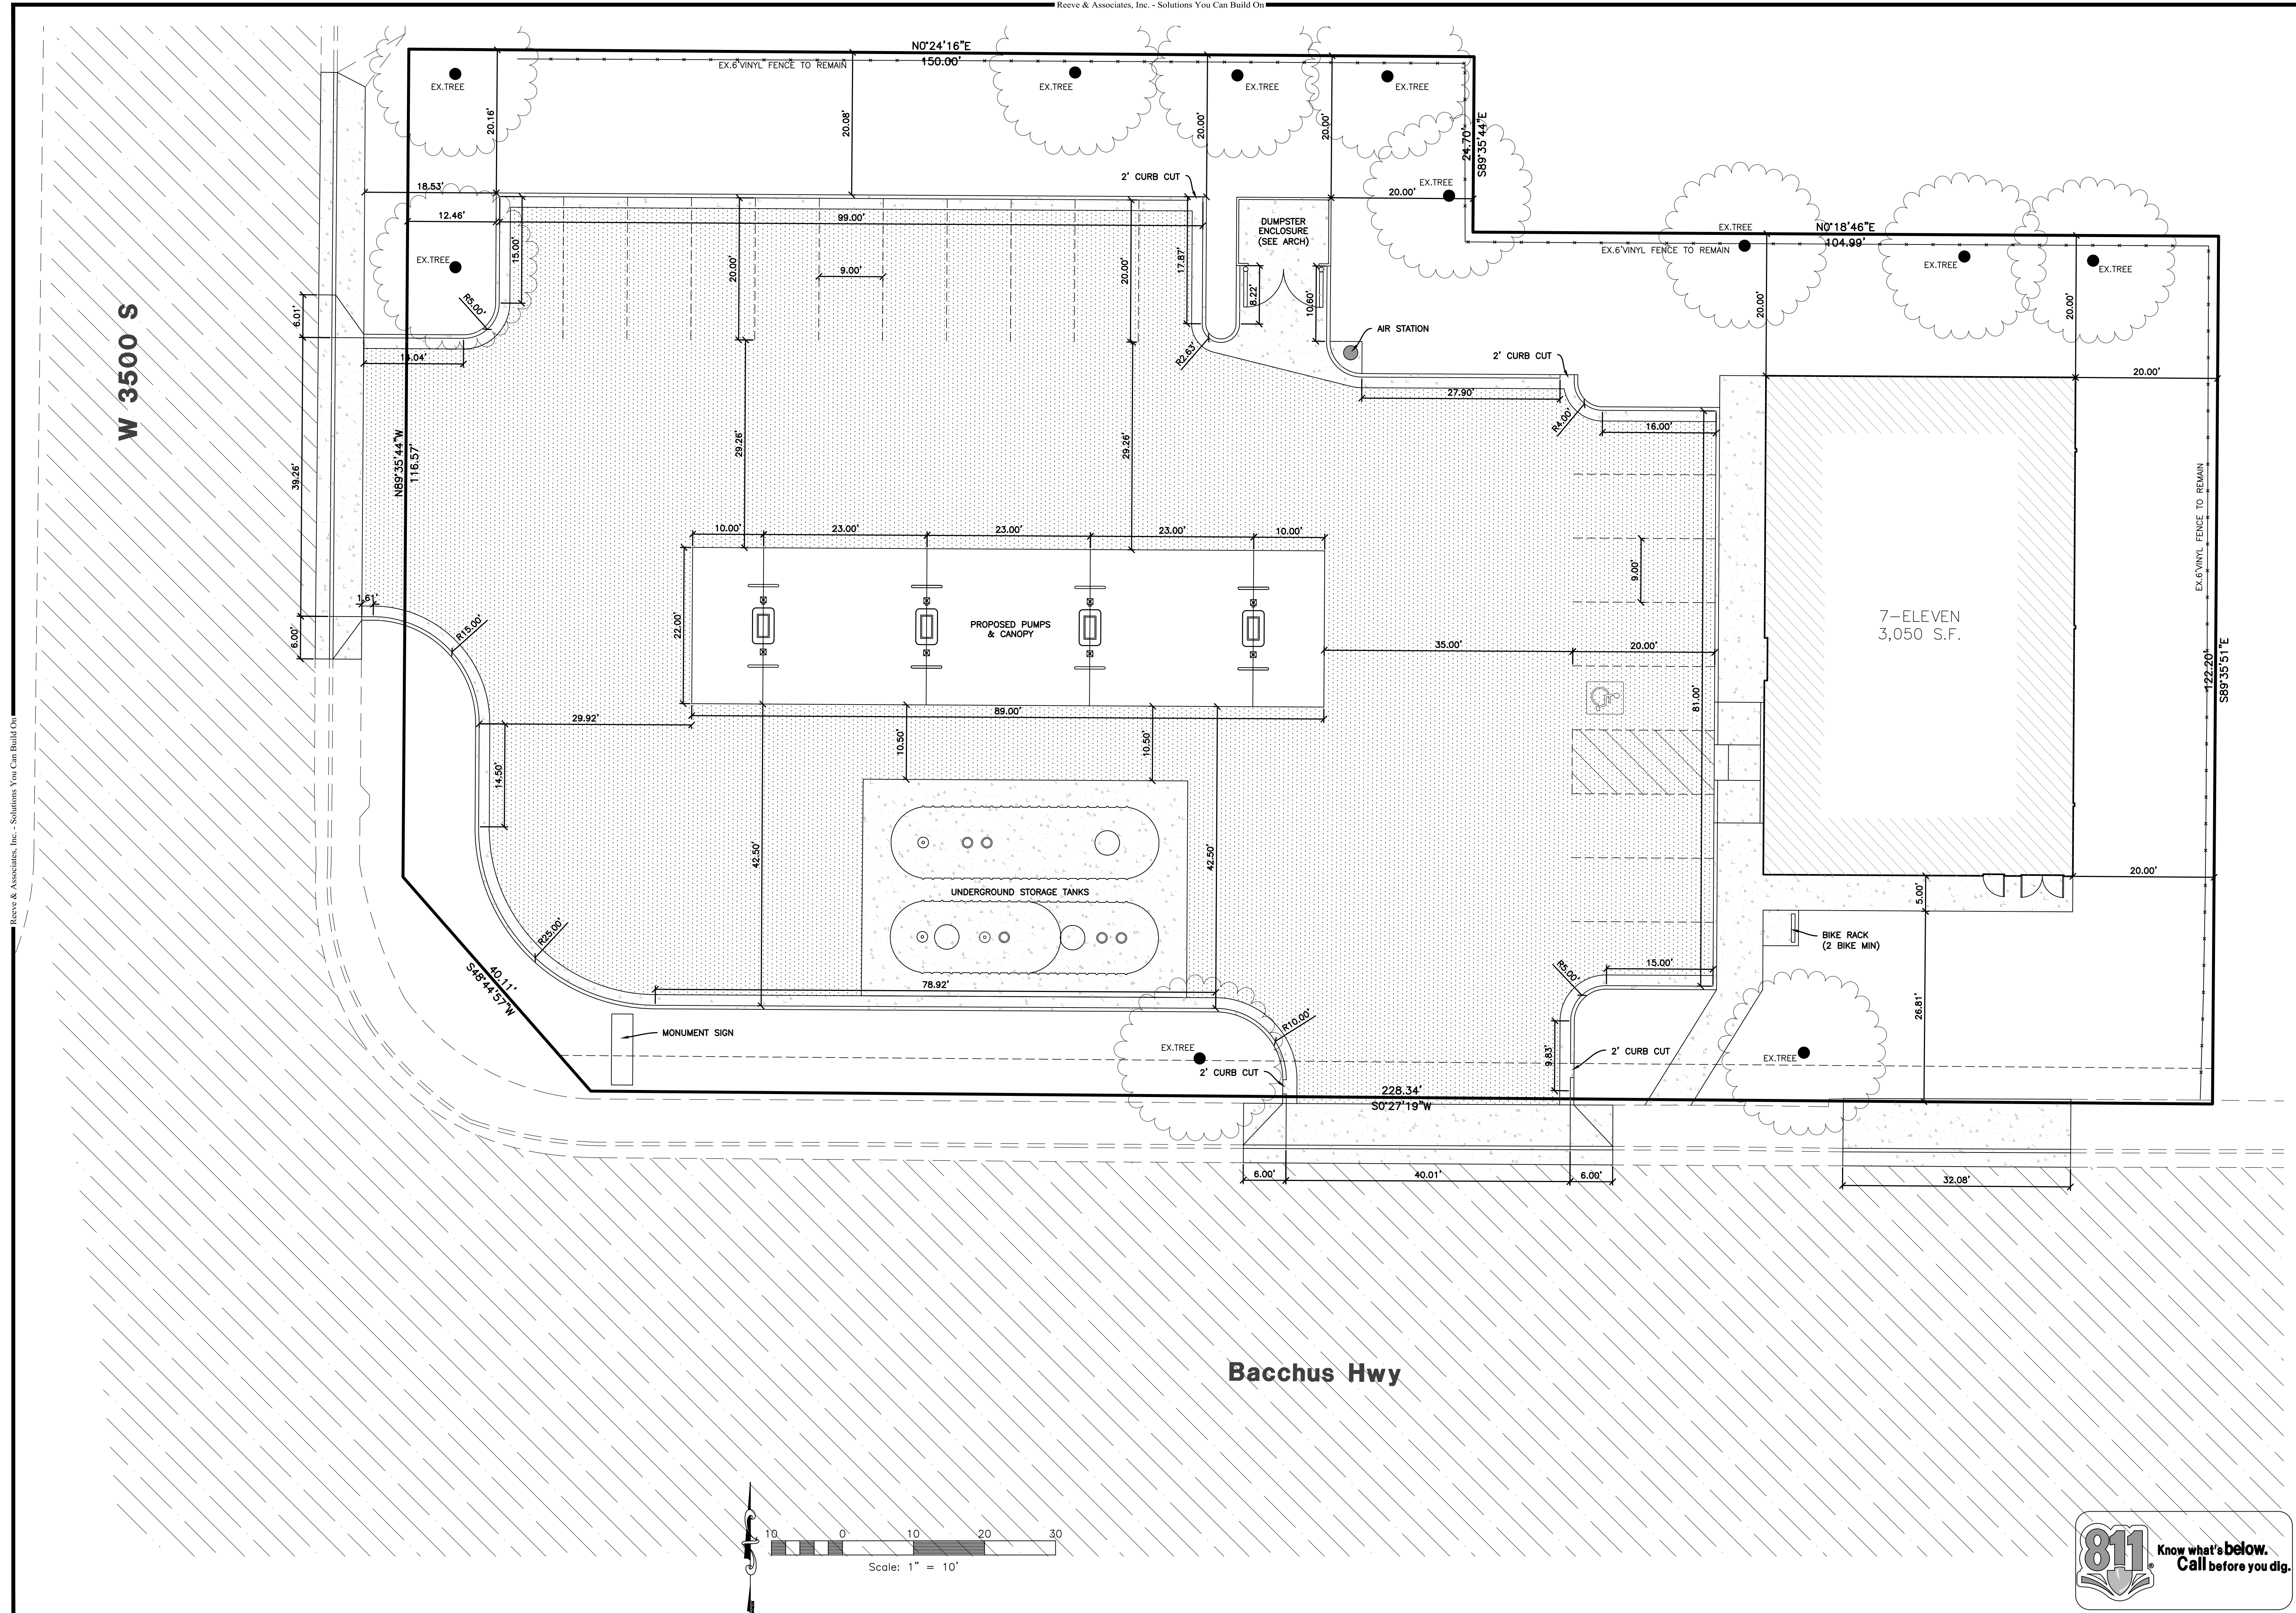 Reeve & Associates, Inc. - Solutions You Can Build On
N0°24'16"E
150.00'
EX.6'VINYL FENCE TO REMAIN
EX.TREE
EX.TREE
EX.TREE
EX.TREE
20.16'
20.08'
20.00'
20.00'
24.70'
S89°35'44"E
18.53'
12.46'
2' CURB CUT
99.00'
20.00'
EX.TREE
DUMPSTER
ENCLOSURE
(SEE ARCH)
EX.TREE
15.00'
20.00'
9.00'
20.00'
17.87'
8.22'
10.60'
EX.TREE
N0°18'46"E
104.99'
EX.6'VINYL FENCE TO REMAIN
EX.TREE
EX.TREE
20.00'
20.00'
R5.00'
6.01'
14.04'
R2.63'
AIR STATION
2' CURB CUT
20.00'
27.90'
R4.00'
16.00'
W 3500 S
39.26'
N89°35'44"W
116.57'
29.26'
29.26'
EX.6'VINYL FENCE TO REMAIN
10.00'
23.00'
23.00'
23.00'
10.00'
9.00'
22.00'
PROPOSED PUMPS
& CANOPY
7-ELEVEN
3,050 S.F.
1.61'
6.00'
R15.00'
35.00'
20.00'
81.00'
122.20'
S89°35'51"E
29.92'
89.00'
10.50'
10.50'
14.50'
42.50'
42.50'
UNDERGROUND STORAGE TANKS
20.00'
5.00'
Reeve & Associates, Inc. - Solutions You Can Build On
R25.00'
BIKE RACK
(2 BIKE MIN)
40.11'
S48°44'57"W
78.92'
R5.00'
15.00'
26.81'
MONUMENT SIGN
R10.00'
EX.TREE
2' CURB CUT
9.83'
2' CURB CUT
EX.TREE
228.34'
S0°27'19"W
6.00'
40.01'
6.00'
32.08'
Bacchus Hwy
10 0 10 20 30
Scale: 1" = 10'
811
®
Know what's below.
Call before you dig.